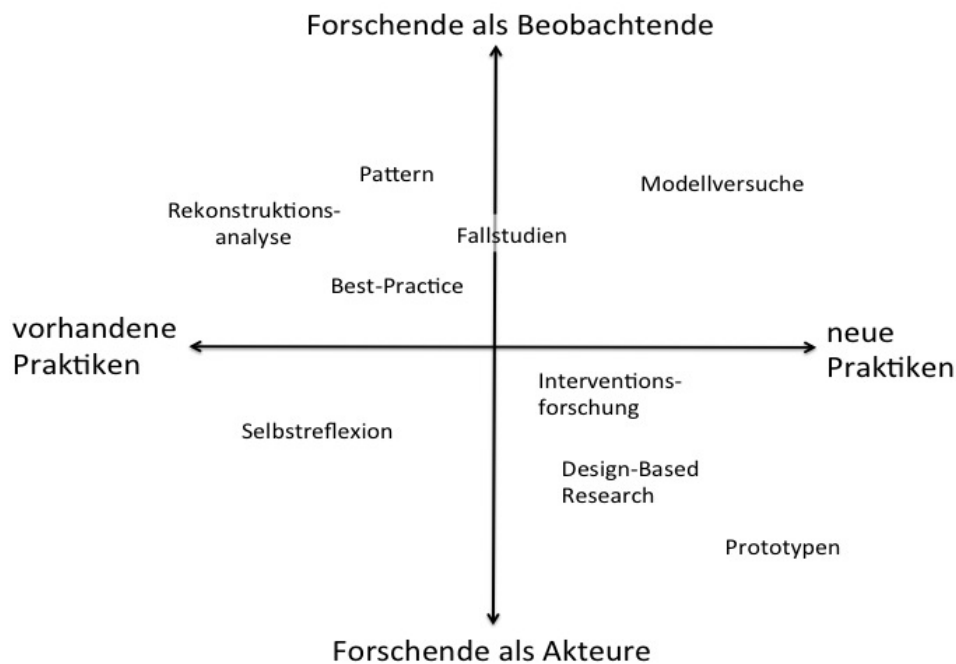 Forschende als Beobachtende
Pattern
Modellversuche
Rekonstruktions-
analyse
Fallstudien
Best-Practice
vorhandene
Praktiken
neue
Praktiken
Interventions-
forschung
Selbstreflexion
Design-Based
Research
Prototypen
Forschende als Akteure